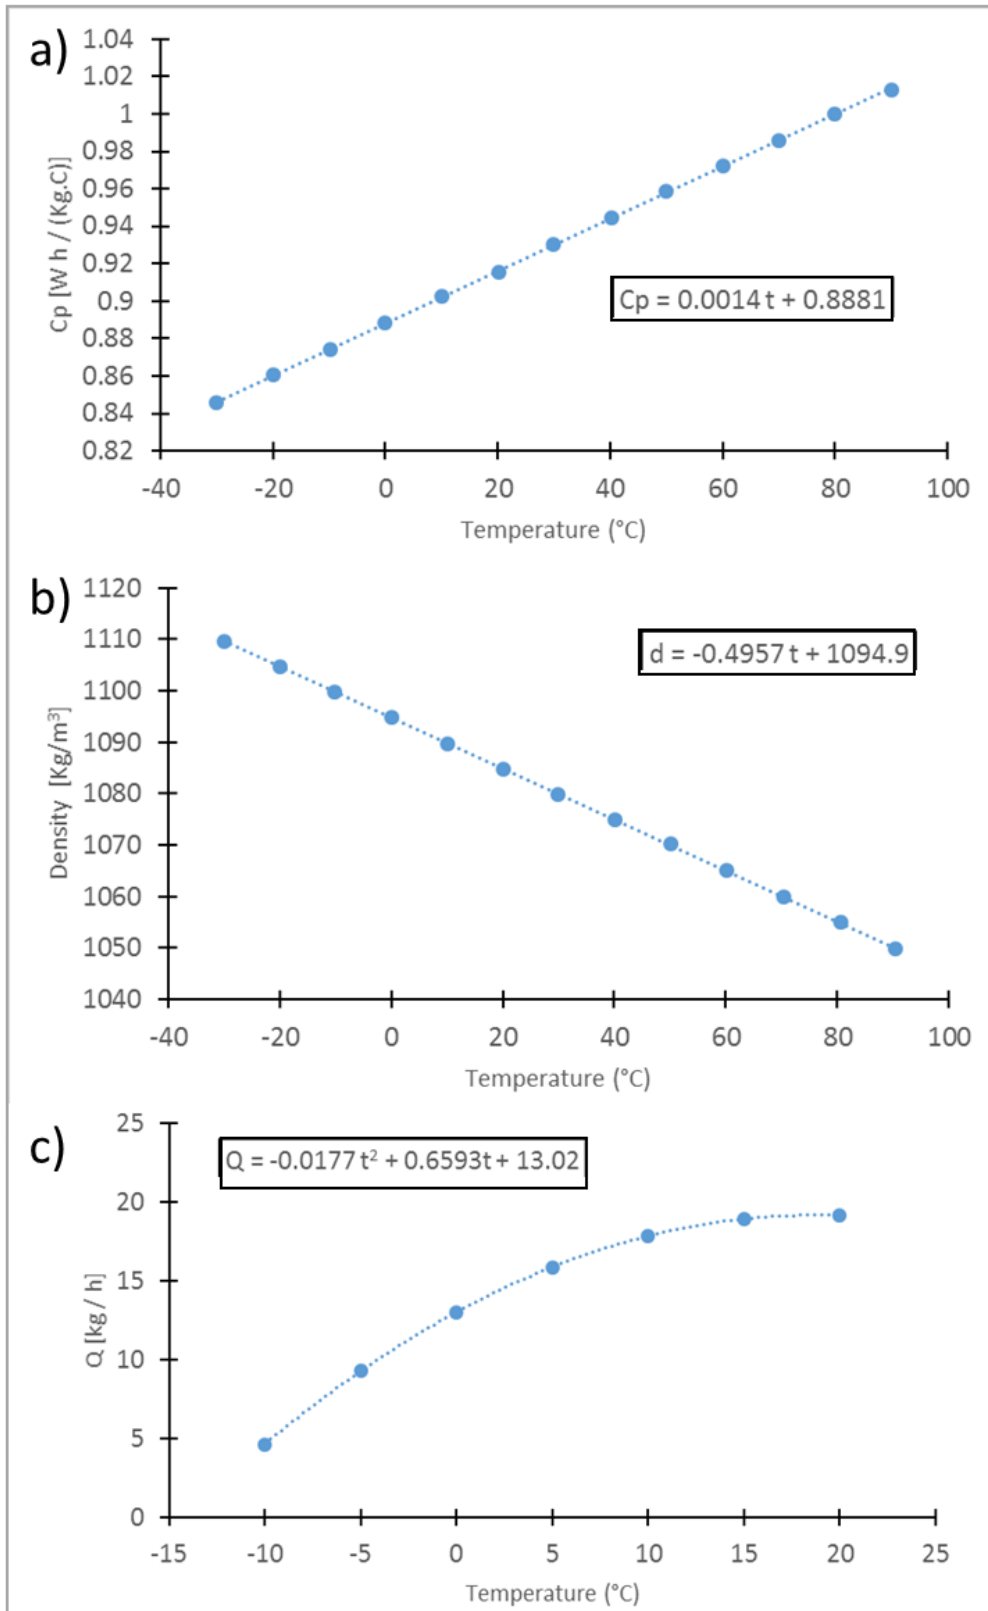 a)
1.04
1.02
1
0.98
0.96
0.94
0.92
0.9
0.88
0.86
0.84
0.82
Cp [W h / (Kg.C)]
Cp = 0.0014 t + 0.8881
-40 -20 0 20 40 60 80 100
Temperature (°C)
b)
1120
1110
1100
1090
1080
1070
1060
1050
1040
Density [Kg/m³]
d = -0.4957 t + 1094.9
-40 -20 0 20 40 60 80 100
Temperature (°C)
c)
25
20
15
10
5
0
Q [kg / h]
Q = -0.0177 t² + 0.6593t + 13.02
-15 -10 -5 0 5 10 15 20 25
Temperature (°C)